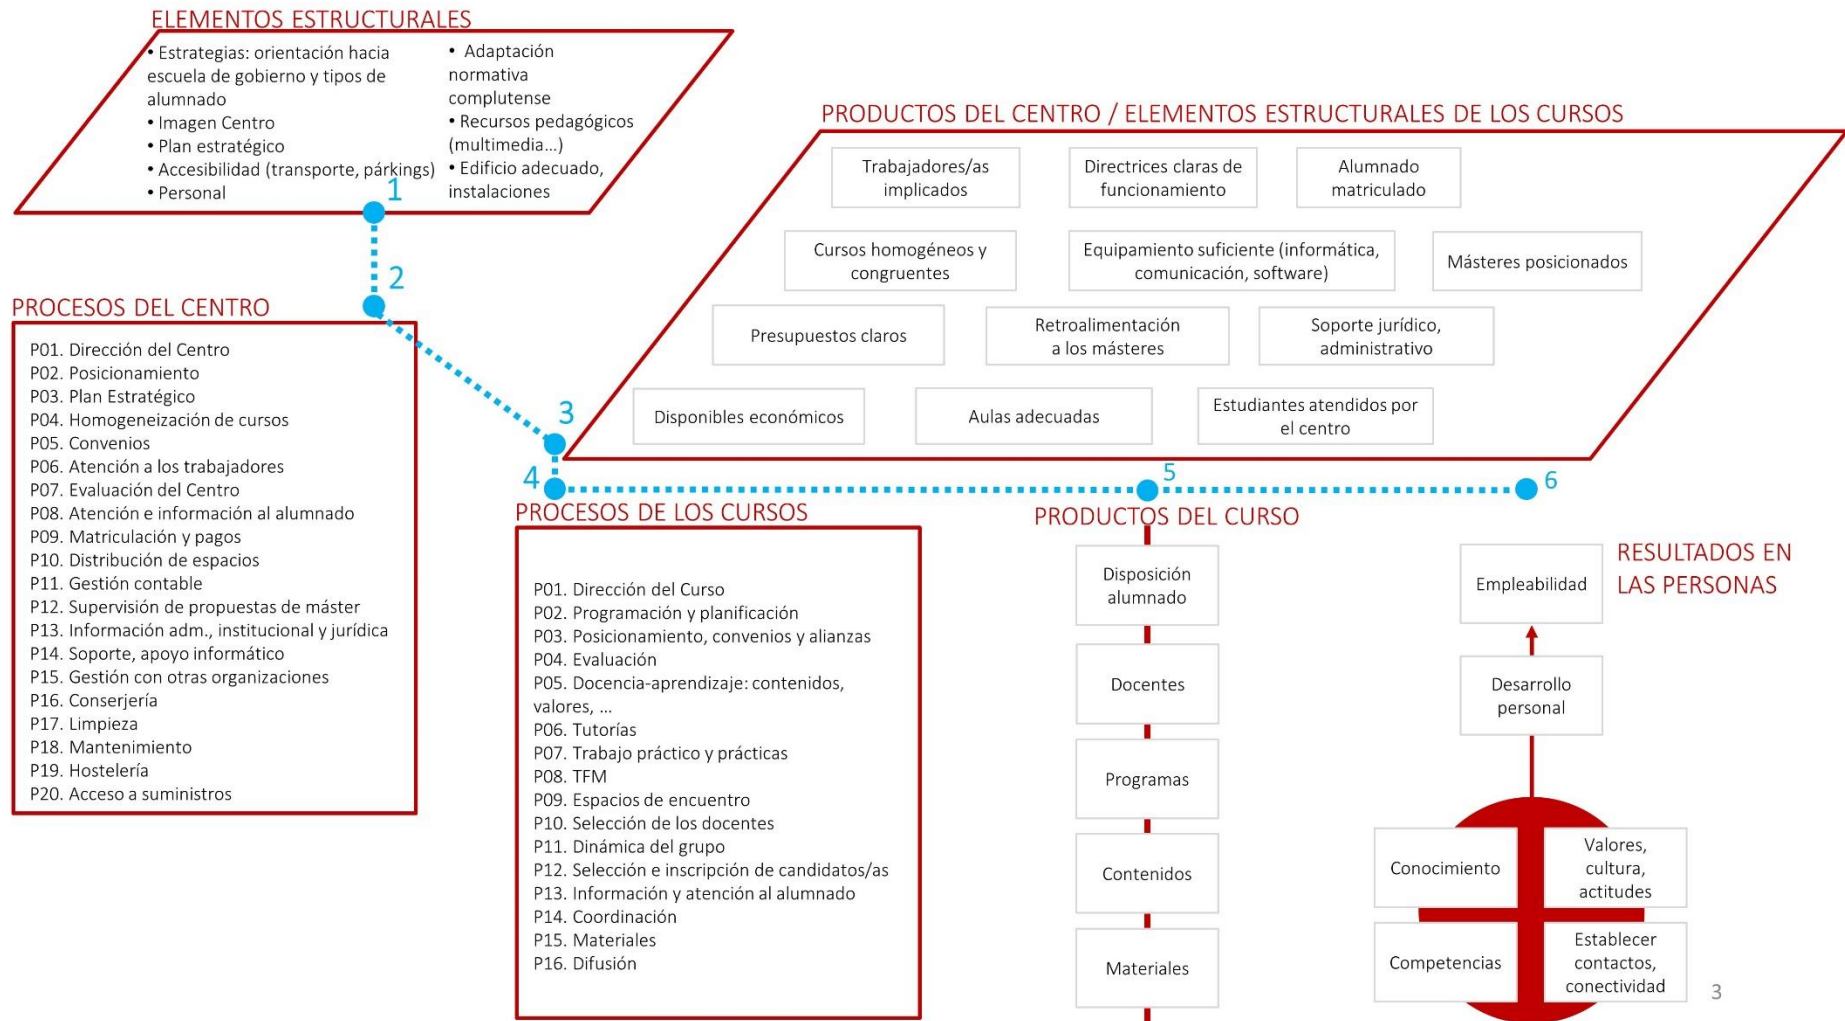 ELEMENTOS ESTRUCTURALES
• Estrategias: orientación hacia
escuela de gobierno y tipos de
alumnado
• Imagen Centro
• Plan estratégico
• Accesibilidad (transporte, párkings)
• Personal
• Adaptación
normativa
complutense
• Recursos pedagógicos
(multimedia...)
• Edificio adecuado,
instalaciones
1
2
PROCESOS DEL CENTRO
P01. Dirección del Centro
P02. Posicionamiento
P03. Plan Estratégico
P04. Homogeneización de cursos
P05. Convenios
P06. Atención a los trabajadores
P07. Evaluación del Centro
P08. Atención e información al alumnado
P09. Matriculación y pagos
P10. Distribución de espacios
P11. Gestión contable
P12. Supervisión de propuestas de máster
P13. Información adm., institucional y jurídica
P14. Soporte, apoyo informático
P15. Gestión con otras organizaciones
P16. Conserjería
P17. Limpieza
P18. Mantenimiento
P19. Hostelería
P20. Acceso a suministros
PRODUCTOS DEL CENTRO / ELEMENTOS ESTRUCTURALES DE LOS CURSOS
Trabajadores/as
implicados
Directrices claras de
funcionamiento
Alumnado
matriculado
Cursos homogéneos y
congruentes
Equipamiento suficiente (informática,
comunicación, software)
Másteres posicionados
Presupuestos claros
Retroalimentación
a los másteres
Soporte jurídico,
administrativo
Disponibles económicos
Aulas adecuadas
Estudiantes atendidos por
el centro
3
4
5
6
PROCESOS DE LOS CURSOS
P01. Dirección del Curso
P02. Programación y planificación
P03. Posicionamiento, convenios y alianzas
P04. Evaluación
P05. Docencia-aprendizaje: contenidos,
valores, ...
P06. Tutorías
P07. Trabajo práctico y prácticas
P08. TFM
P09. Espacios de encuentro
P10. Selección de los docentes
P11. Dinámica del grupo
P12. Selección e inscripción de candidatos/as
P13. Información y atención al alumnado
P14. Coordinación
P15. Materiales
P16. Difusión
PRODUCTOS DEL CURSO
Disposición
alumnado
Docentes
Programas
Contenidos
Materiales
RESULTADOS EN
LAS PERSONAS
Empleabilidad
Desarrollo
personal
Conocimiento
Valores,
cultura,
actitudes
Competencias
Establecer
contactos,
conectividad
3